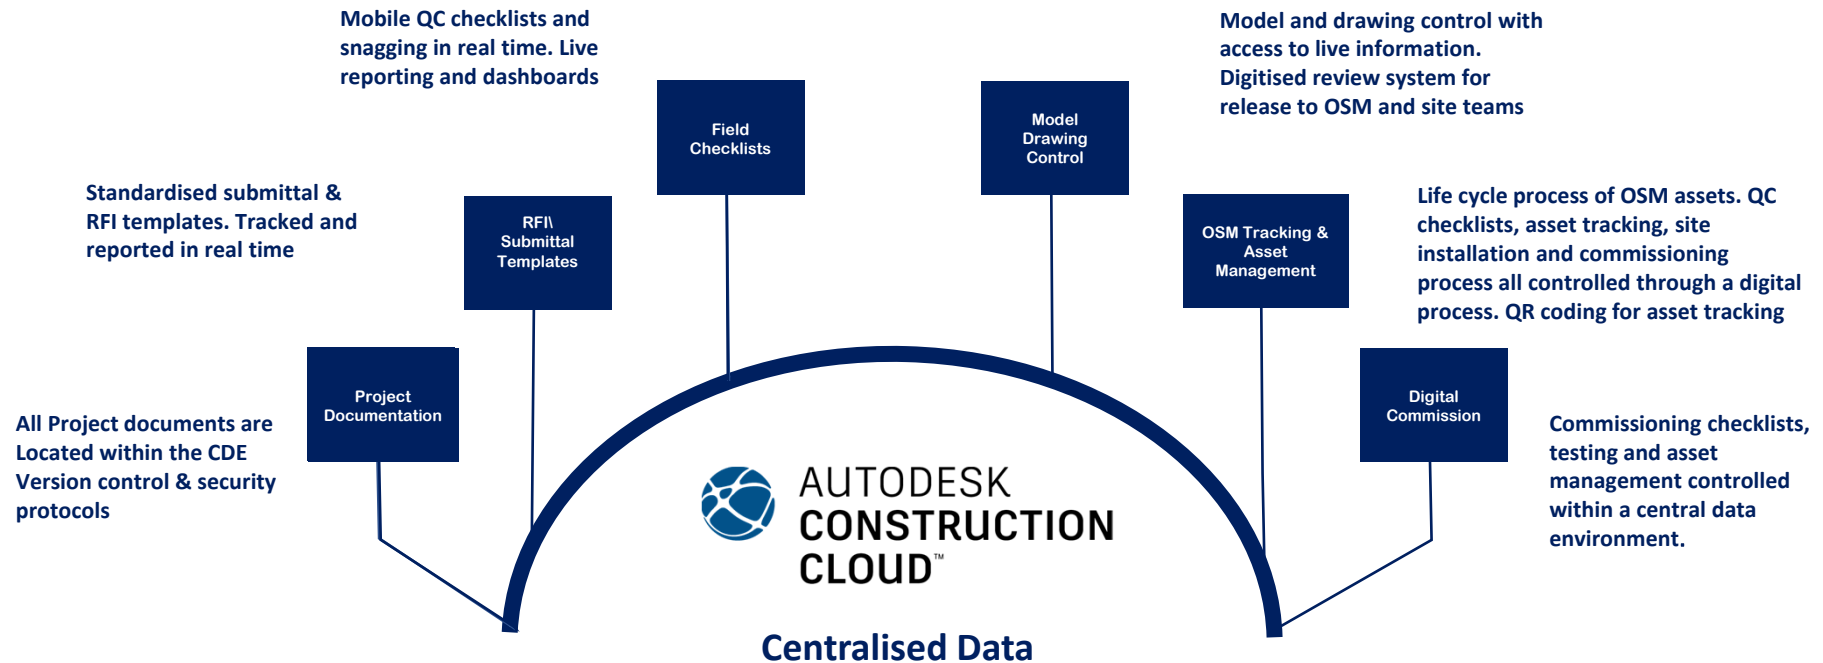 Mobile QC checklists and
snagging in real time. Live
reporting and dashboards
Model and drawing control with
access to live information.
Digitised review system for
release to OSM and site teams
Field
Checklists
Model
Drawing
Control
Standardised submittal &
RFI templates. Tracked and
reported in real time
RFI\
Submittal
Templates
OSM Tracking &
Asset
Management
Life cycle process of OSM assets. QC
checklists, asset tracking, site
installation and commissioning
process all controlled through a digital
process. QR coding for asset tracking
Project
Documentation
Digital
Commission
All Project documents are
Located within the CDE
Version control & security
protocols
Commissioning checklists,
testing and asset
management controlled
within a central data
environment.
AUTODESK
CONSTRUCTION
CLOUD™
Centralised Data